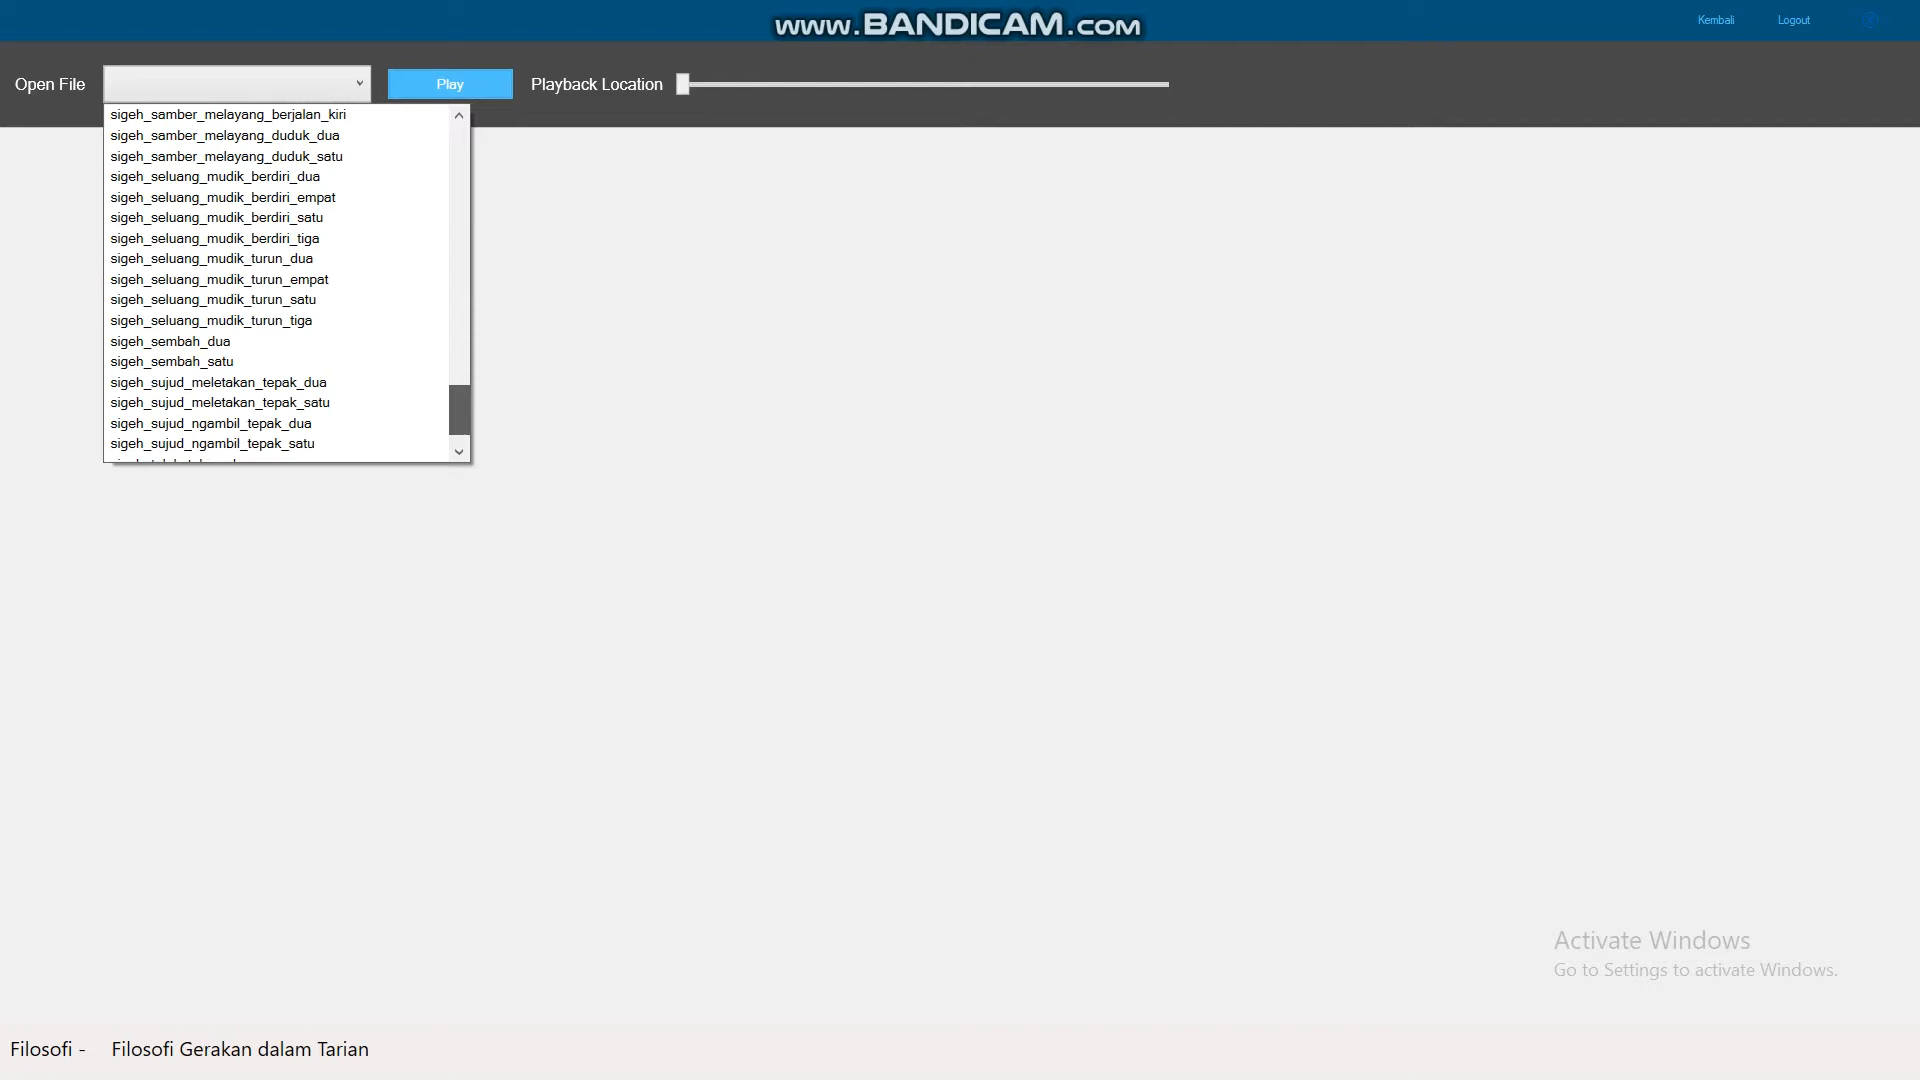 www.BANDICAM.com
Kembali
Logout
Open File
Play
Playback Location
sigeh_samber_melayang_berjalan_kiri
sigeh_samber_melayang_duduk_dua
sigeh_samber_melayang_duduk_satu
sigeh_seluang_mudik_berdiri_dua
sigeh_seluang_mudik_berdiri_empat
sigeh_seluang_mudik_berdiri_satu
sigeh_seluang_mudik_berdiri_tiga
sigeh_seluang_mudik_turun_dua
sigeh_seluang_mudik_turun_empat
sigeh_seluang_mudik_turun_satu
sigeh_seluang_mudik_turun_tiga
sigeh_sembah_dua
sigeh_sembah_satu
sigeh_sujud_meletakan_tepak_dua
sigeh_sujud_meletakan_tepak_satu
sigeh_sujud_ngambil_tepak_dua
sigeh_sujud_ngambil_tepak_satu
Activate Windows
Go to Settings to activate Windows.
Filosofi - Filosofi Gerakan dalam Tarian